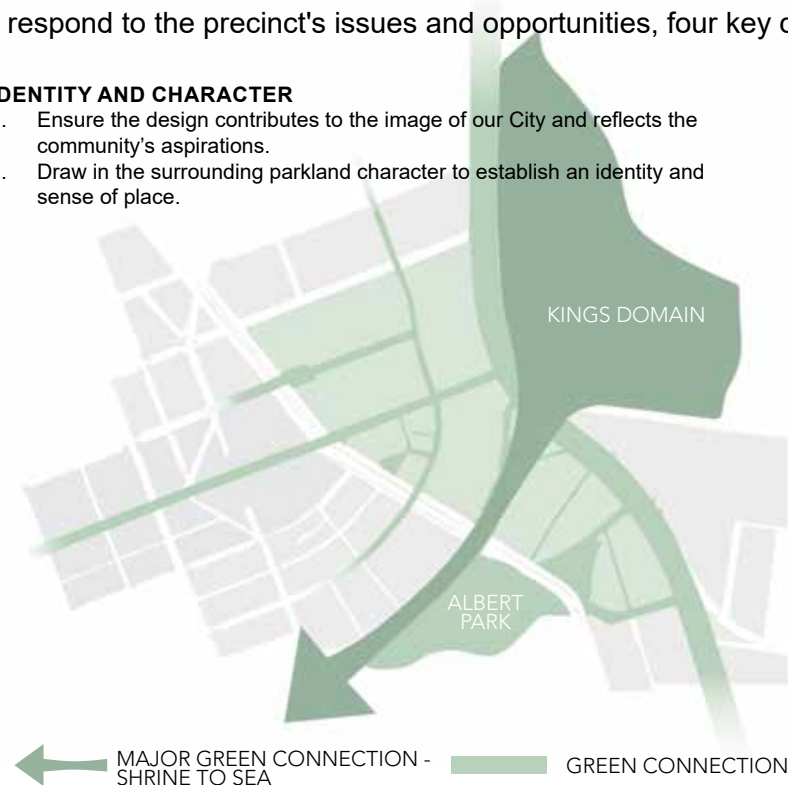 respond to the precinct's issues and opportunities, four key
DENTITY AND CHARACTER
. Ensure the design contributes to the image of our City and reflects the
community’s aspirations.
. Draw in the surrounding parkland character to establish an identity and
sense of place.
KINGS DOMAIN
ALBERT
PARK
MAJOR GREEN CONNECTION -
SHRINE TO SEA
GREEN CONNECTION